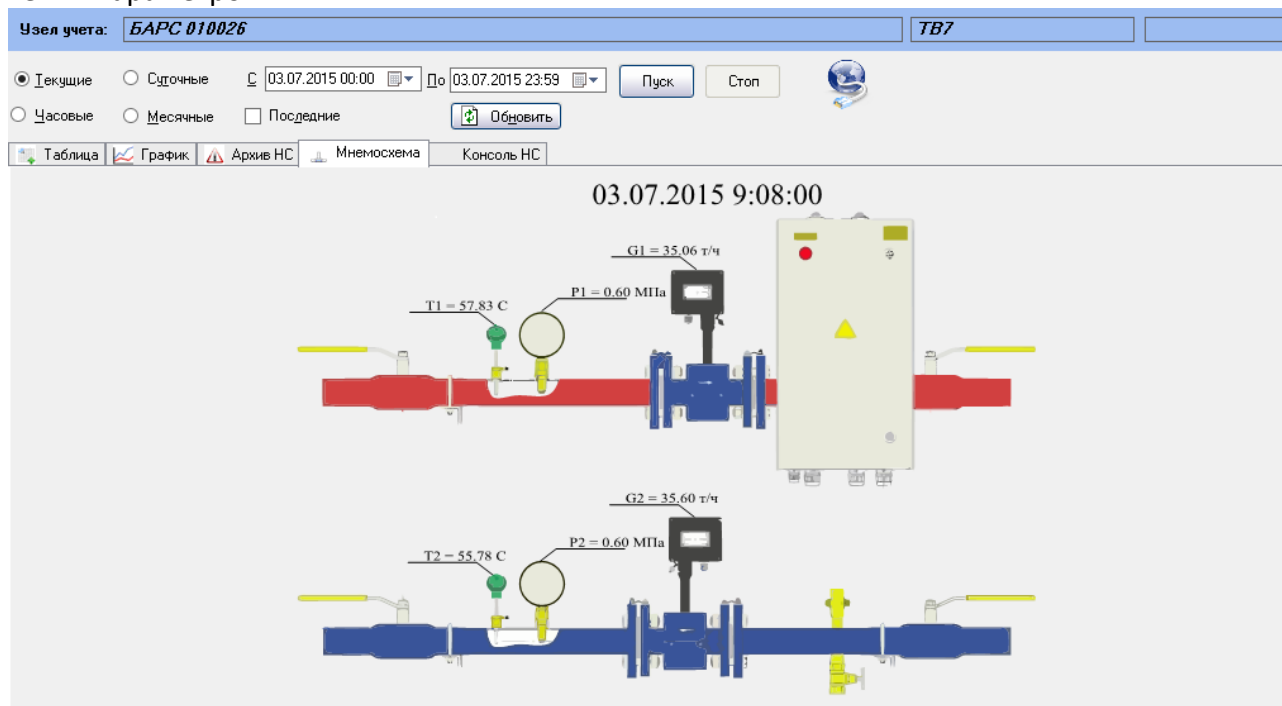 Узел учета: БАРС 010026 ТВ7
Текущие Суточные С 03.07.2015 00:00 По 03.07.2015 23:59 Пуск Стоп
Часовые Месячные Последние Обновить
Таблица График Архив НС Мнемосхема Консоль НС
03.07.2015 9:08:00
G1 = 35.06 т/ч
P1 = 0.60 МПа
T1 = 57.83 C
G2 = 35.60 т/ч
P2 = 0.60 МПа
T2 = 55.78 C